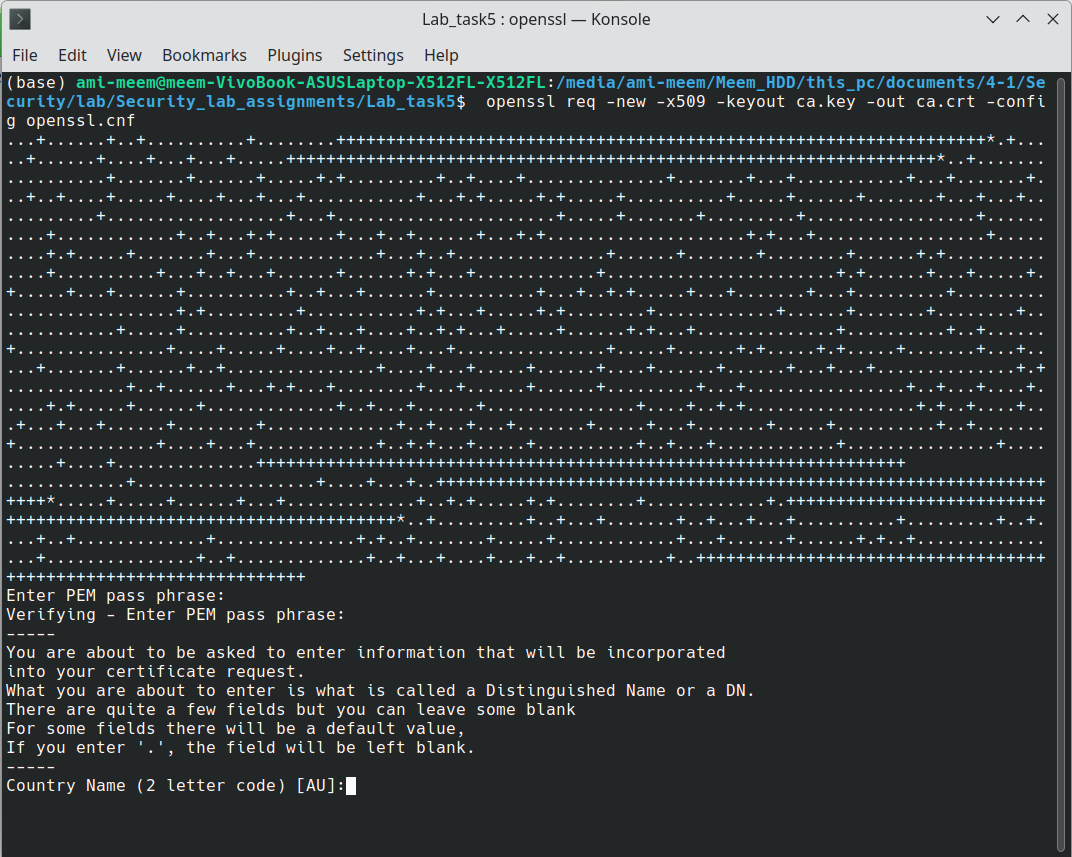 Lab_task5 : openssl — Konsole
File Edit View Bookmarks Plugins Settings Help
(base) ami-meem@meem-VivoBook-ASUSLaptop-X512FL-X512FL:/media/ami-meem/Meem_HDD/this_pc/documents/4-1/Se
curity/lab/Security_lab_assignments/Lab_task5$  openssl req -new -x509 -keyout ca.key -out ca.crt -confi
g openssl.cnf
Enter PEM pass phrase:
Verifying - Enter PEM pass phrase:
-----
You are about to be asked to enter information that will be incorporated
into your certificate request.
What you are about to enter is what is called a Distinguished Name or a DN.
There are quite a few fields but you can leave some blank
For some fields there will be a default value,
If you enter '.', the field will be left blank.
-----
Country Name (2 letter code) [AU]: